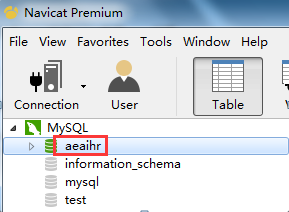 Navicat Premium
File View Favorites Tools Window Help
Connection User Table
MySQL
aeaihr
information_schema
mysql
test